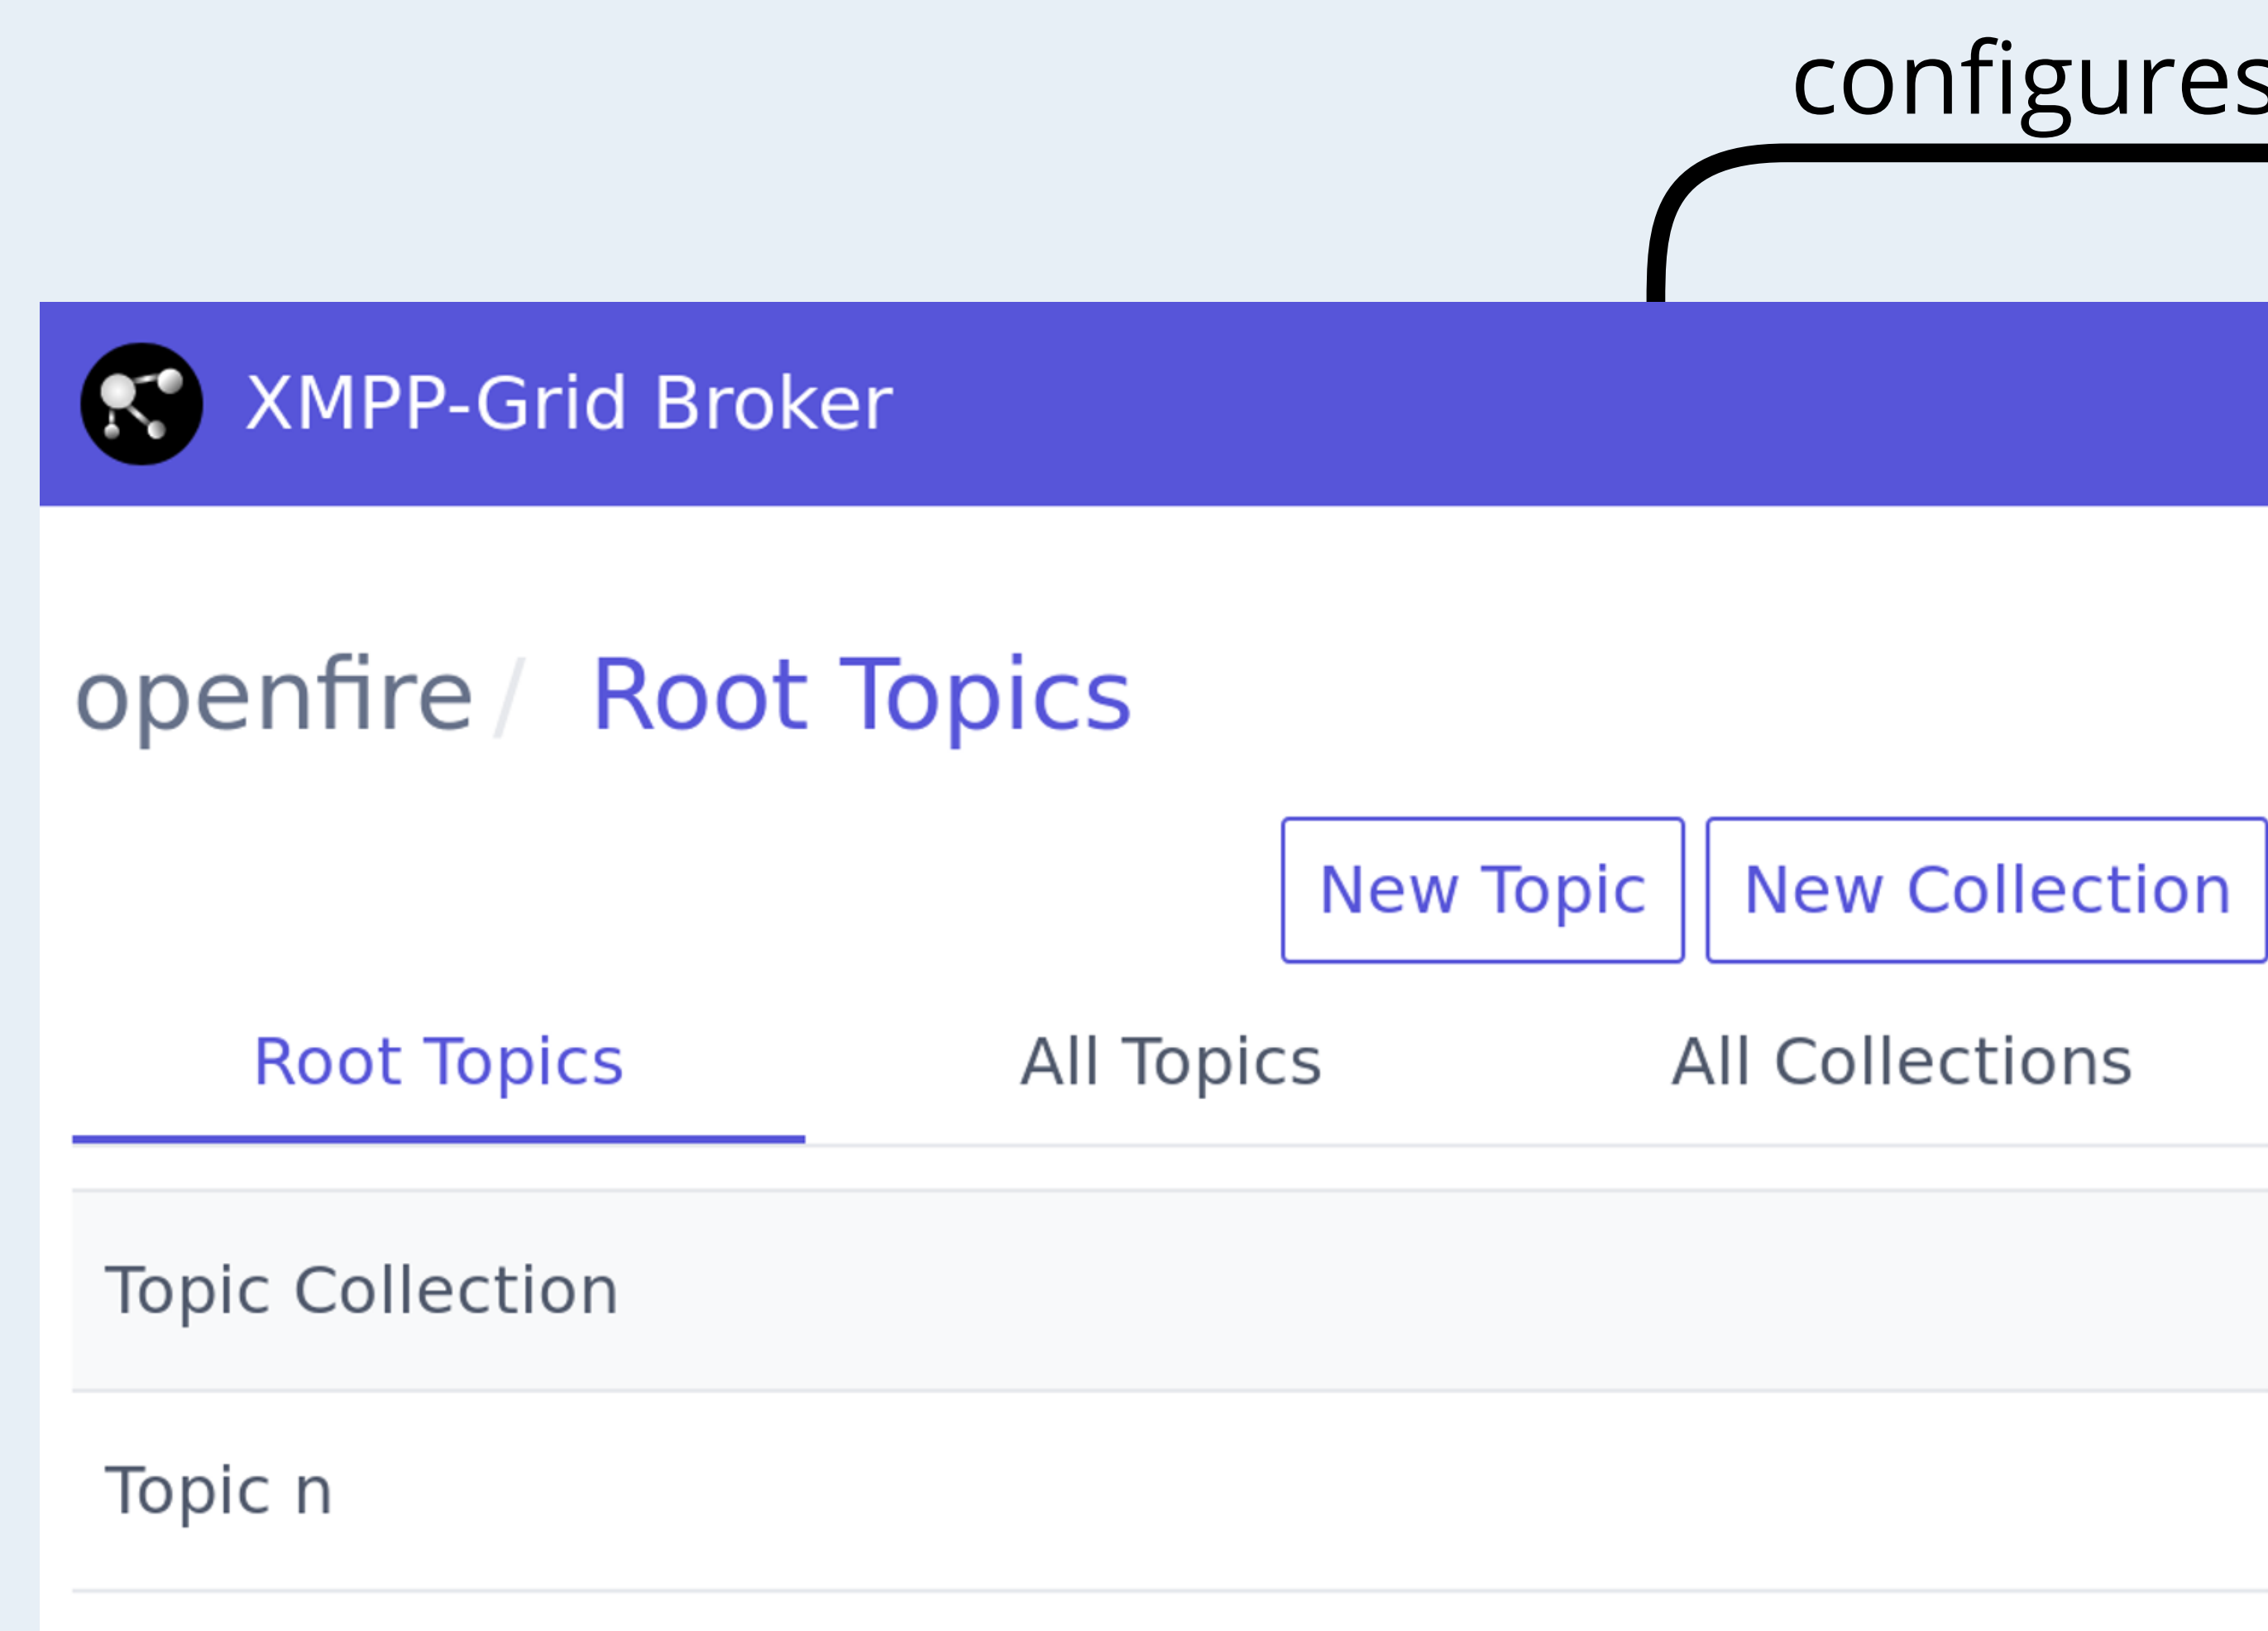 configures
XMPP-Grid Broker
openfire / Root Topics
New Topic New Collection
Root Topics All Topics All Collections
Topic Collection
Topic n